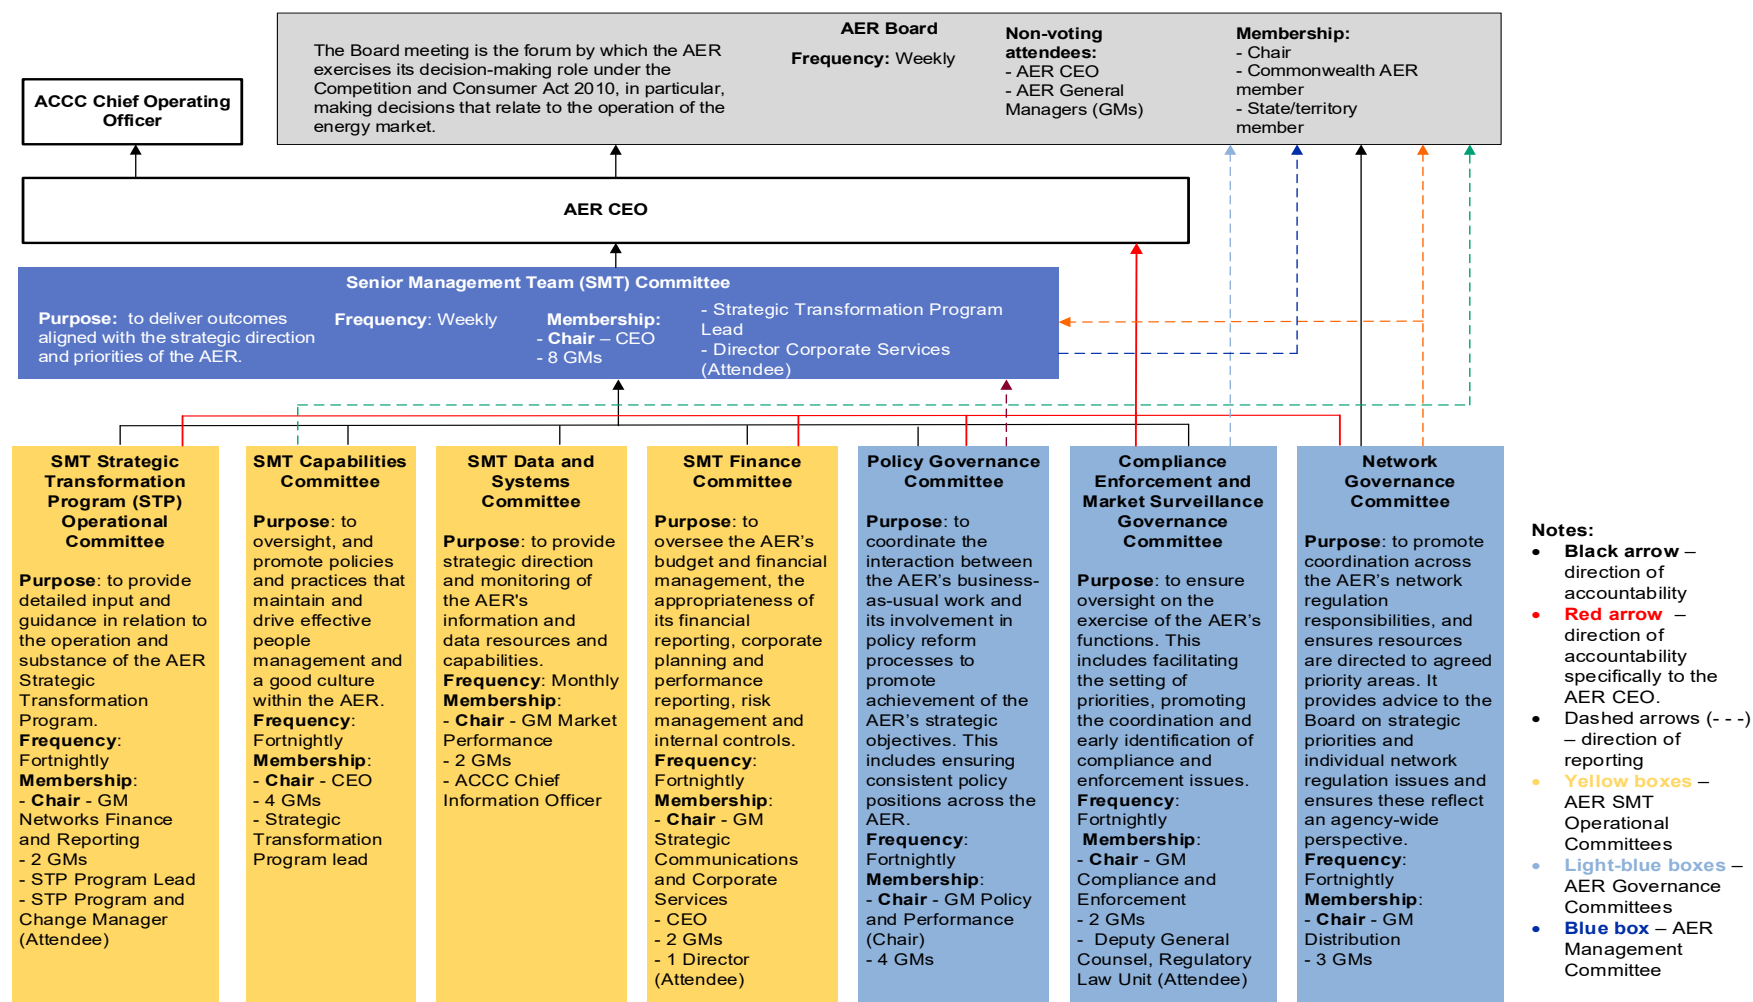 AER Board
The Board meeting is the forum by which the AER
exercises its decision-making role under the
Competition and Consumer Act 2010, in particular,
making decisions that relate to the operation of the
energy market.
Frequency: Weekly
Non-voting
attendees:
- AER CEO
- AER General
Managers (GMs)
Membership:
- Chair
- Commonwealth AER
member
- State/territory
member
ACCC Chief Operating
Officer
AER CEO
Senior Management Team (SMT) Committee
Purpose: to deliver outcomes
aligned with the strategic direction
and priorities of the AER.
Frequency: Weekly
Membership:
- Chair – CEO
- 8 GMs
- Strategic Transformation Program
Lead
- Director Corporate Services
(Attendee)
SMT Strategic
Transformation
Program (STP)
Operational
Committee
Purpose: to provide
detailed input and
guidance in relation to
the operation and
substance of the AER
Strategic
Transformation
Program.
Frequency:
Fortnightly
Membership:
- Chair - GM
Networks Finance
and Reporting
- 2 GMs
- STP Program Lead
- STP Program and
Change Manager
(Attendee)
SMT Capabilities
Committee
Purpose: to
oversight, and
promote policies
and practices that
maintain and
drive effective
people
management and
a good culture
within the AER.
Frequency:
Fortnightly
Membership:
- Chair - CEO
- 4 GMs
- Strategic
Transformation
Program lead
SMT Data and
Systems
Committee
Purpose: to provide
strategic direction
and monitoring of
the AER's
information and
data resources and
capabilities.
Frequency: Monthly
Membership:
- Chair - GM Market
Performance
- 2 GMs
- ACCC Chief
Information Officer
SMT Finance
Committee
Purpose: to
oversee the AER’s
budget and financial
management, the
appropriateness of
its financial
reporting, corporate
planning and
performance
reporting, risk
management and
internal controls.
Frequency:
Fortnightly
Membership:
- Chair - GM
Strategic
Communications
and Corporate
Services
- CEO
- 2 GMs
- 1 Director
(Attendee)
Policy Governance
Committee
Purpose: to
coordinate the
interaction between
the AER’s business-
as-usual work and
its involvement in
policy reform
processes to
promote
achievement of the
AER’s strategic
objectives. This
includes ensuring
consistent policy
positions across the
AER.
Frequency:
Fortnightly
Membership:
- Chair - GM Policy
and Performance
(Chair)
- 4 GMs
Compliance
Enforcement and
Market Surveillance
Governance
Committee
Purpose: to ensure
oversight on the
exercise of the AER’s
functions. This
includes facilitating
the setting of
priorities, promoting
the coordination and
early identification of
compliance and
enforcement issues.
Frequency:
Fortnightly
Membership:
- Chair - GM
Compliance and
Enforcement
- 2 GMs
- Deputy General
Counsel, Regulatory
Law Unit (Attendee)
Network
Governance
Committee
Purpose: to promote
coordination across
the AER’s network
regulation
responsibilities, and
ensures resources
are directed to agreed
priority areas. It
provides advice to the
Board on strategic
priorities and
individual network
regulation issues and
ensures these reflect
an agency-wide
perspective.
Frequency:
Fortnightly
Membership:
- Chair - GM
Distribution
- 3 GMs
Notes:
• Black arrow –
direction of
accountability
• Red arrow –
direction of
accountability
specifically to the
AER CEO.
• Dashed arrows (- - -)
– direction of
reporting
• Yellow boxes –
AER SMT
Operational
Committees
• Light-blue boxes –
AER Governance
Committees
• Blue box – AER
Management
Committee